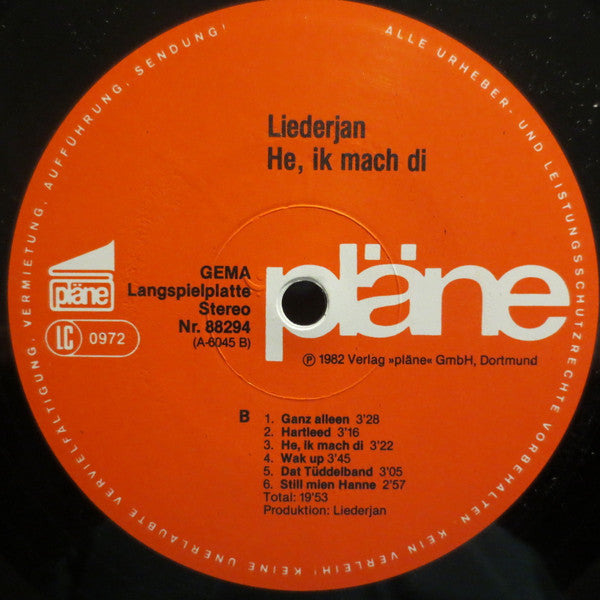 ALLE URHEBER- UND LEISTUNGSSCHUTZRECHTE VORBEHALTEN. KEIN VERLEIH! KEINE UNERLAUBTE VERVIELFÄLTIGUNG, VERMIETUNG, AUFFÜHRUNG, SENDUNG!
Liederjan
He, ik mach di
pläne
LC 0972
GEMA
Langspielplatte
Stereo
Nr. 88294
(A-6045 B)
pläne
℗ 1982 Verlag »pläne« GmbH, Dortmund
B
1. Ganz alleen 3'28
2. Hartleed 3'16
3. He, ik mach di 3'22
4. Wak up 3'45
5. Dat Tüddelband 3'05
6. Still mien Hanne 2'57
Total: 19'53
Produktion: Liederjan